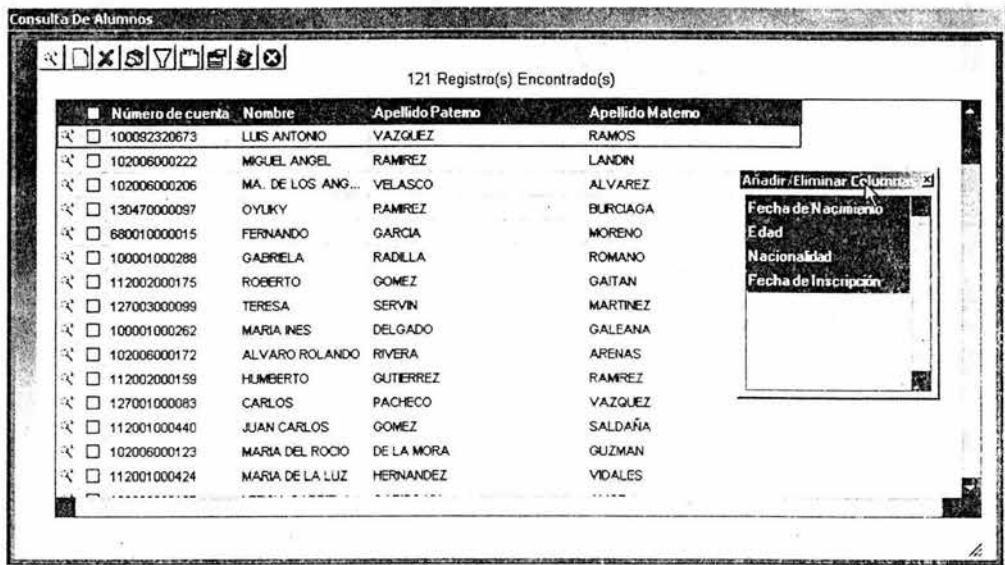 Consulta De Alumnos
121 Registro(s) Encontrado(s)
Número de cuenta Nombre Apellido Paterno Apellido Materno
100092320673 LUIS ANTONIO VAZQUEZ RAMOS
102006000222 MIGUEL ANGEL RAMIREZ LANDIN
102006000206 MA. DE LOS ANG... VELASCO ALVAREZ
130470000097 OYUKY RAMIREZ BURCIAGA
680010000015 FERNANDO GARCIA MORENO
100001000288 GABRIELA RADILLA ROMANO
112002000175 ROBERTO GOMEZ GAITAN
127003000099 TERESA SERVIN MARTINEZ
100001000262 MARIA INES DELGADO GALEANA
102006000172 ALVARO ROLANDO RIVERA ARENAS
112002000159 HUMBERTO GUTIERREZ RAMIREZ
127001000083 CARLOS PACHECO VAZQUEZ
112001000440 JUAN CARLOS GOMEZ SALDAÑA
102006000123 MARIA DEL ROCIO DE LA MORA GUZMAN
112001000424 MARIA DE LA LUZ HERNANDEZ VIDALES
Añadir/Eliminar Columnas
Fecha de Nacimiento
Edad
Nacionalidad
Fecha de Inscripción